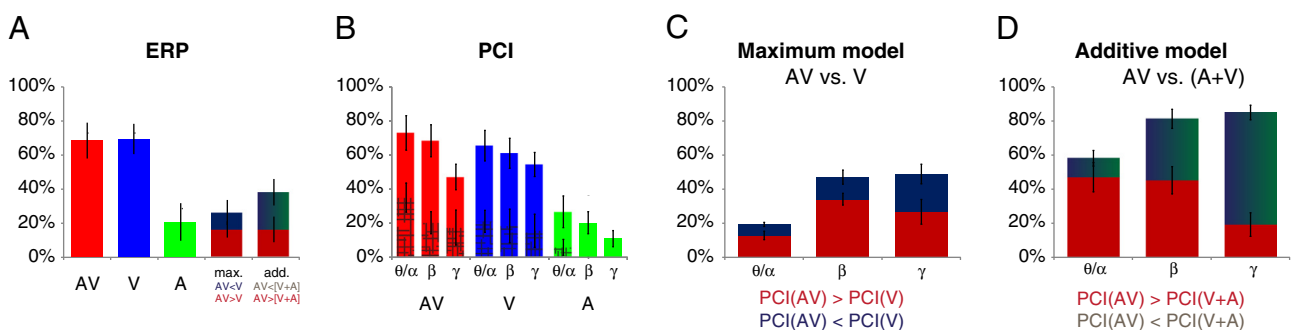 A
ERP
100%
80%
60%
40%
20%
0%
AV V A max. add.
AV<V AV<[V+A]
AV>V AV>[V+A]
B
PCI
100%
80%
60%
40%
20%
0%
θ/α β γ θ/α β γ θ/α β γ
AV V A
C
Maximum model
AV vs. V
100%
80%
60%
40%
20%
0%
θ/α β γ
PCI(AV) > PCI(V)
PCI(AV) < PCI(V)
D
Additive model
AV vs. (A+V)
100%
80%
60%
40%
20%
0%
θ/α β γ
PCI(AV) > PCI(V+A)
PCI(AV) < PCI(V+A)